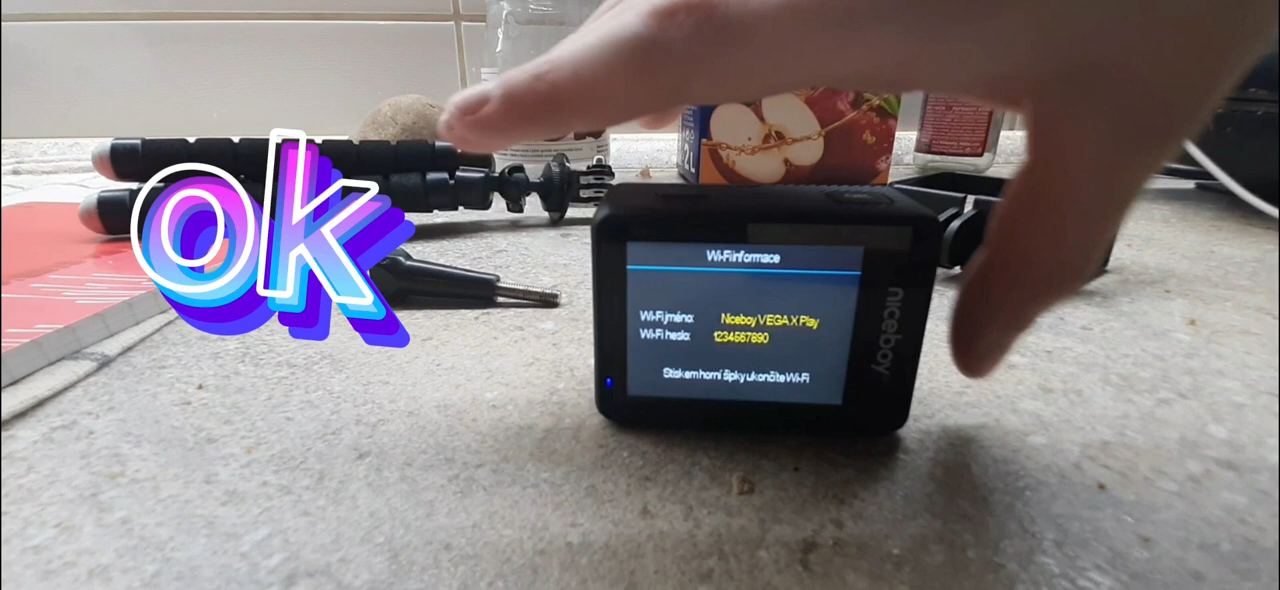 ok
Wi-Fi informace
Wi-Fi jméno: Niceboy VEGA X Play
Wi-Fi heslo: 1234567890
Stiskem horní šipky ukončíte Wi-Fi
niceboy
2L